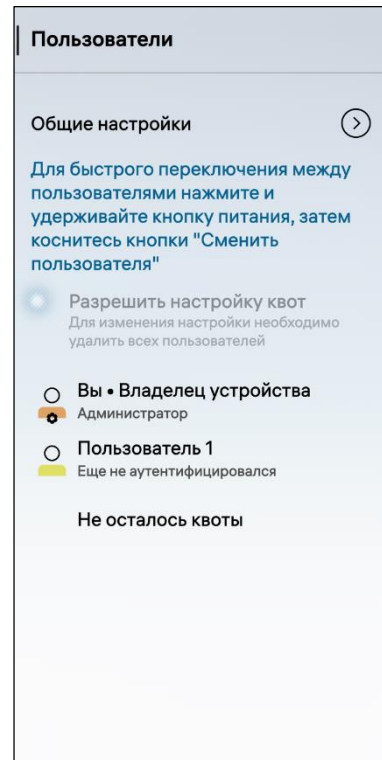 Пользователи
Общие настройки
Для быстрого переключения между
пользователями нажмите и
удерживайте кнопку питания, затем
коснитесь кнопки "Сменить
пользователя"
Разрешить настройку квот
Для изменения настройки необходимо
удалить всех пользователей
Вы • Владелец устройства
Администратор
Пользователь 1
Еще не аутентифицировался
Не осталось квоты